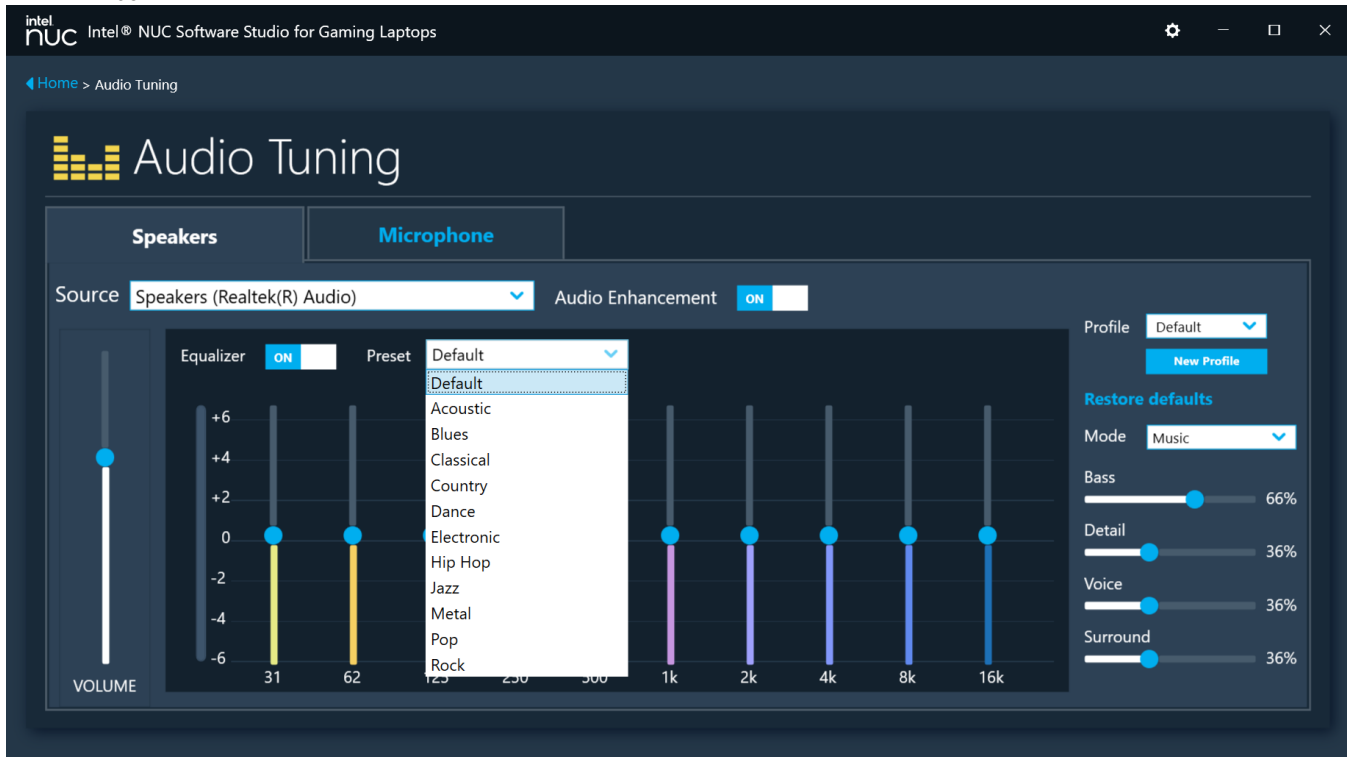 intel
nuc Intel® NUC Software Studio for Gaming Laptops
Home > Audio Tuning
Audio Tuning
Speakers
Microphone
Source Speakers (Realtek(R) Audio)
Audio Enhancement ON
Equalizer ON
Preset Default
Default
Acoustic
Blues
Classical
Country
Dance
Electronic
Hip Hop
Jazz
Metal
Pop
Rock
+6
+4
+2
0
-2
-4
-6
31 62 125 250 500 1k 2k 4k 8k 16k
VOLUME
Profile Default
New Profile
Restore defaults
Mode Music
Bass
66%
Detail
36%
Voice
36%
Surround
36%